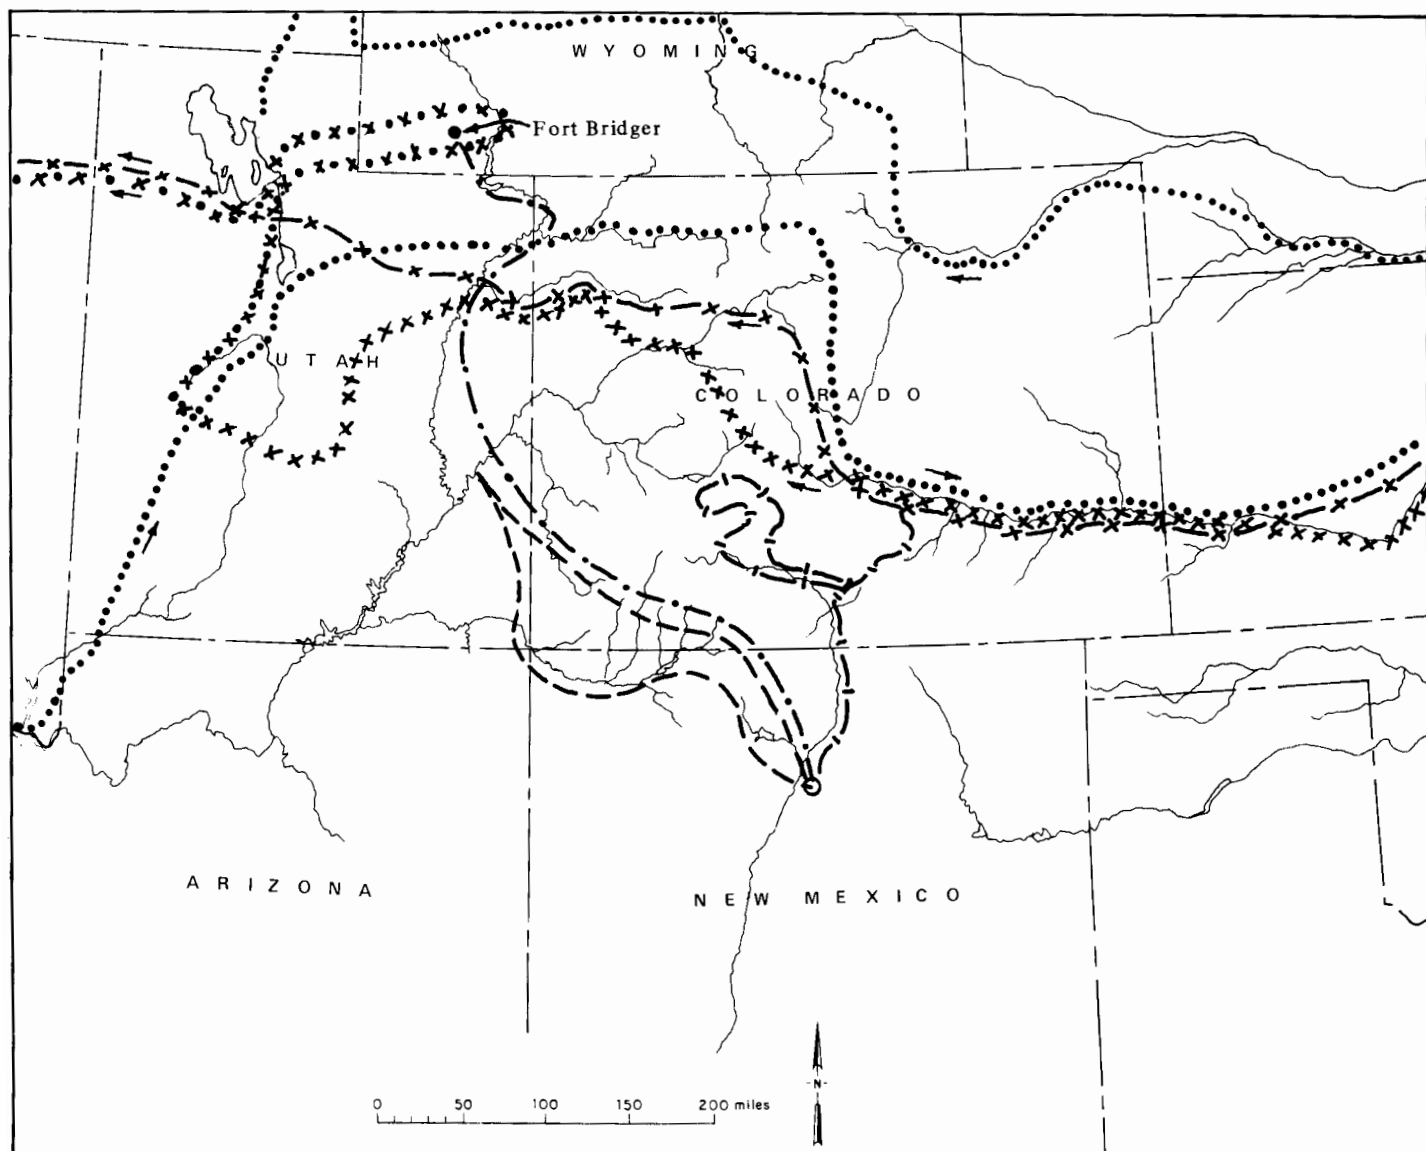 WYOMING
Fort Bridger
UTAH
COLORADO
ARIZONA
NEW MEXICO
N
0 50 100 150 200 miles